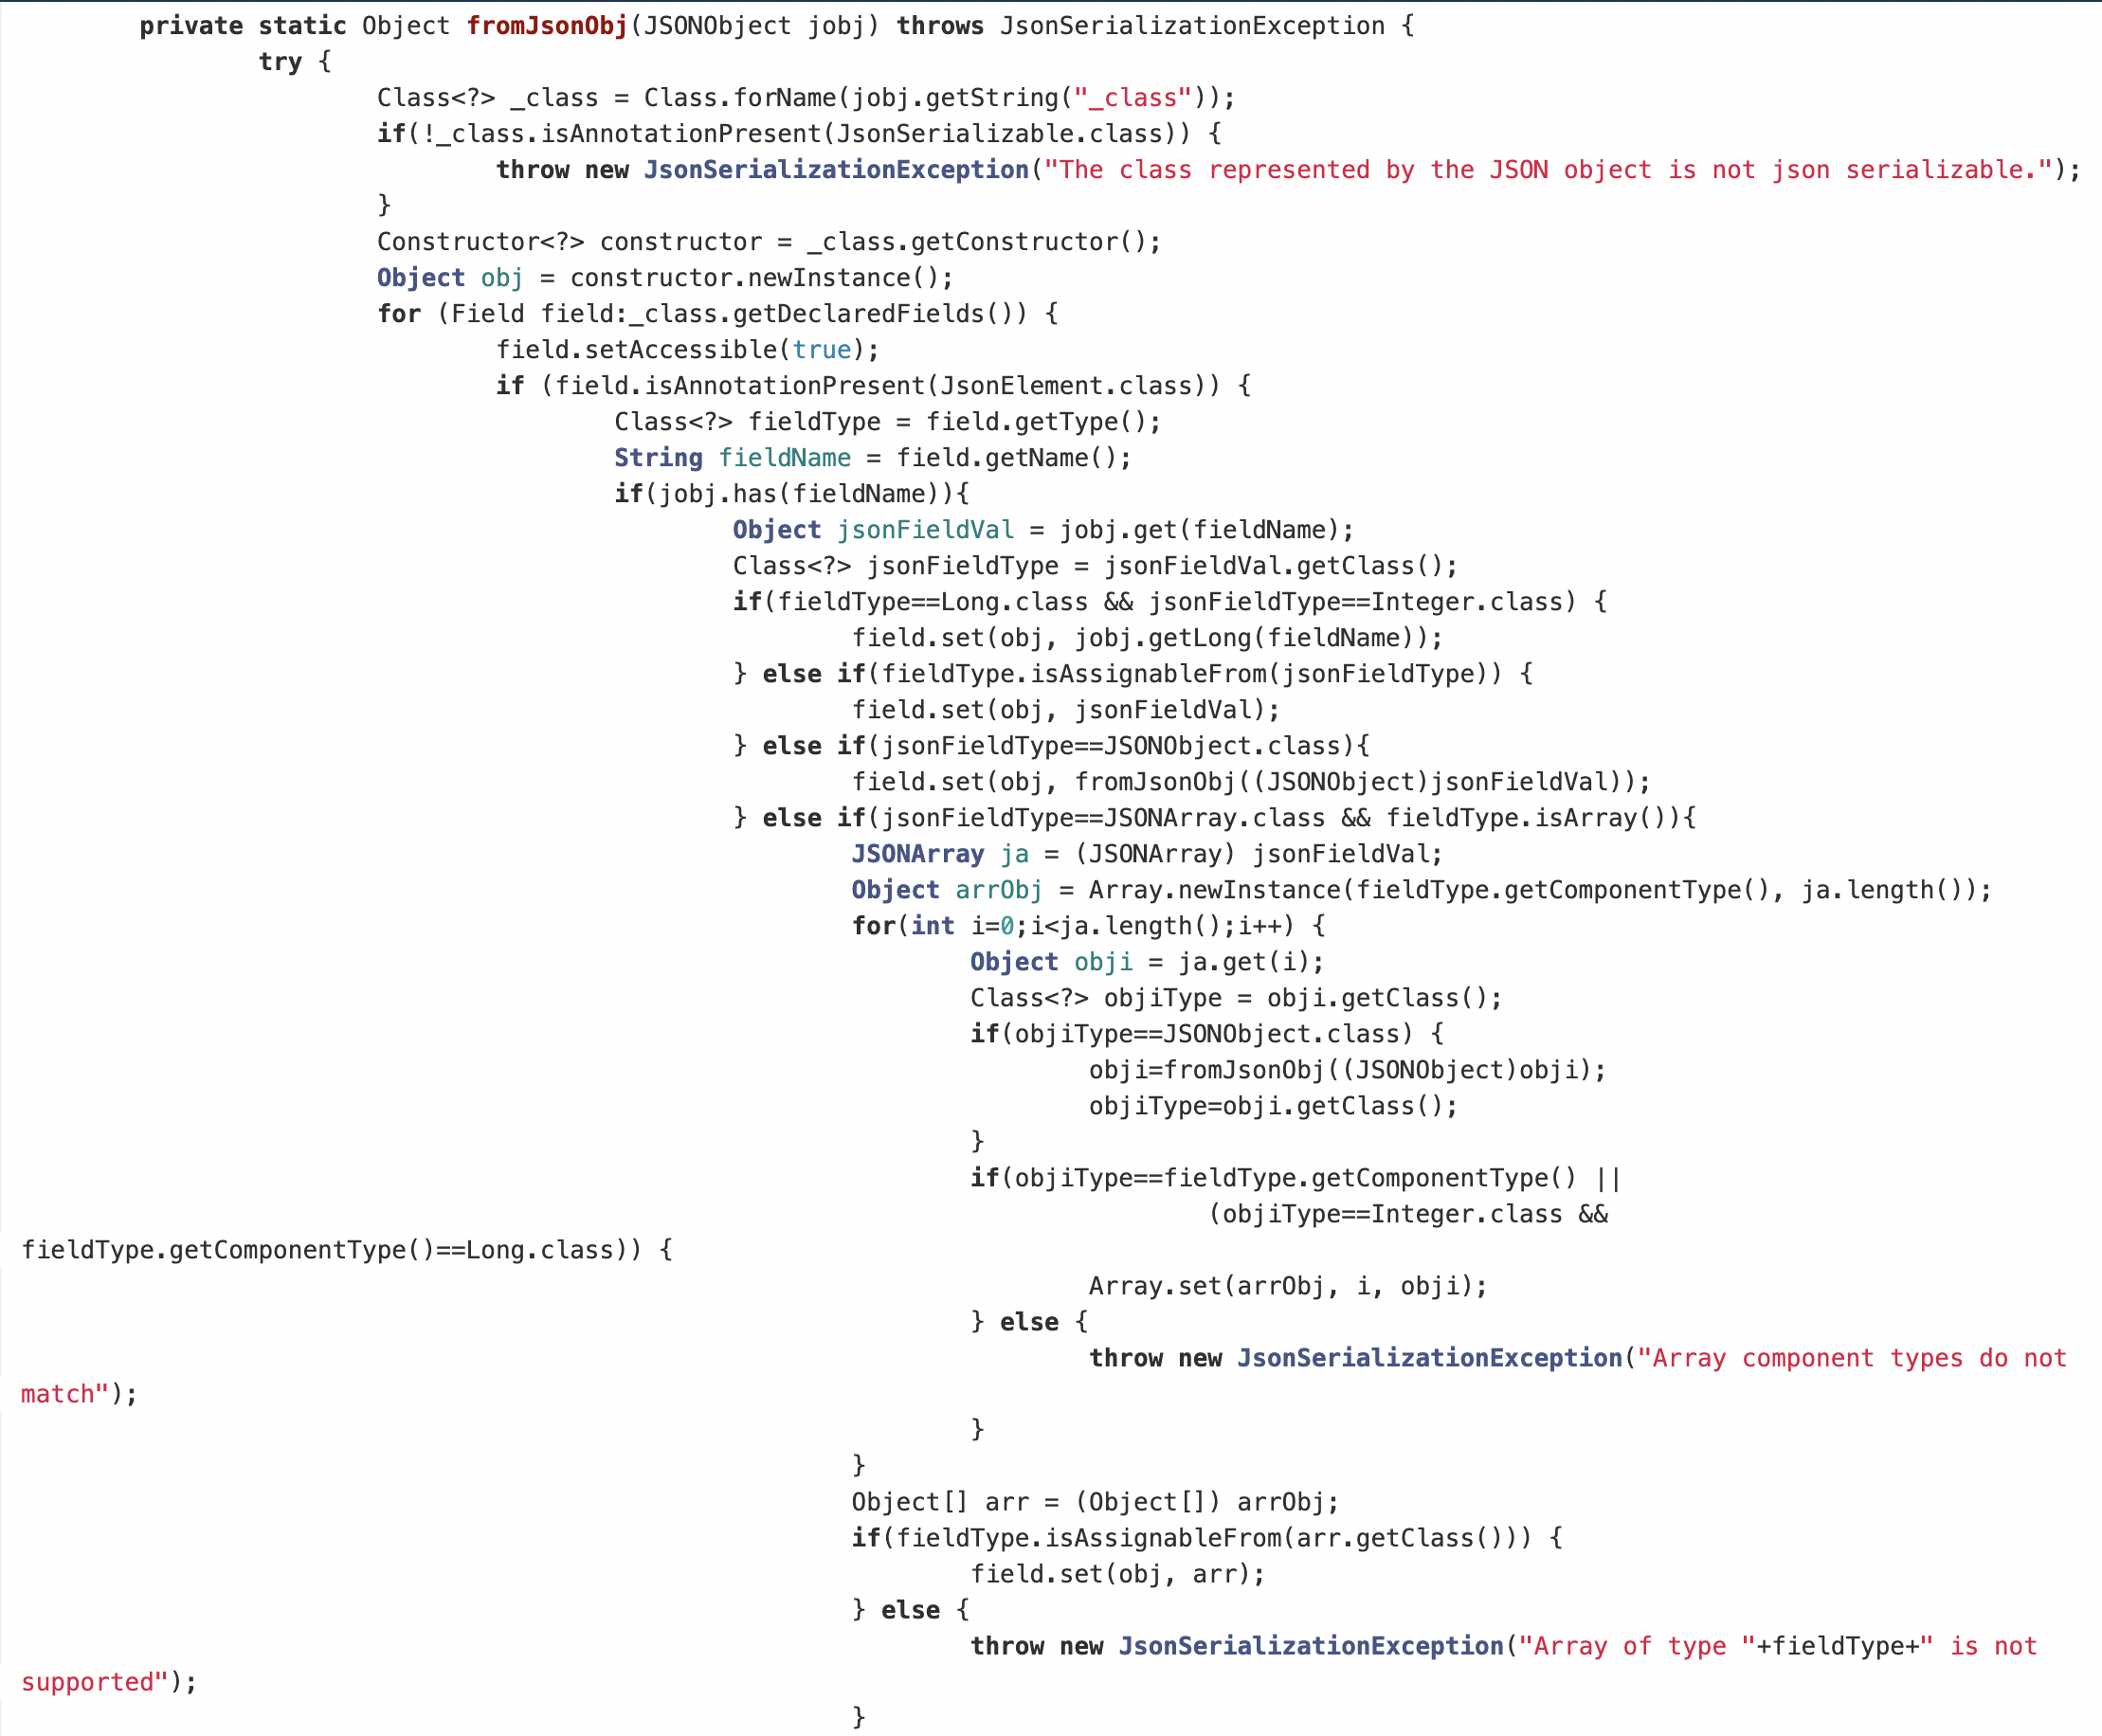 private static Object fromJsonObj(JSONObject jobj) throws JsonSerializationException {
try {
Class<?> _class = Class.forName(jobj.getString("_class"));
if(!_class.isAnnotationPresent(JsonSerializable.class)) {
throw new JsonSerializationException("The class represented by the JSON object is not json serializable.");
}
Constructor<?> constructor = _class.getConstructor();
Object obj = constructor.newInstance();
for (Field field:_class.getDeclaredFields()) {
field.setAccessible(true);
if (field.isAnnotationPresent(JsonElement.class)) {
Class<?> fieldType = field.getType();
String fieldName = field.getName();
if(jobj.has(fieldName)){
Object jsonFieldVal = jobj.get(fieldName);
Class<?> jsonFieldType = jsonFieldVal.getClass();
if(fieldType==Long.class && jsonFieldType==Integer.class) {
field.set(obj, jobj.getLong(fieldName));
} else if(fieldType.isAssignableFrom(jsonFieldType)) {
field.set(obj, jsonFieldVal);
} else if(jsonFieldType==JSONObject.class){
field.set(obj, fromJsonObj((JSONObject)jsonFieldVal));
} else if(jsonFieldType==JSONArray.class && fieldType.isArray()){
JSONArray ja = (JSONArray) jsonFieldVal;
Object arrObj = Array.newInstance(fieldType.getComponentType(), ja.length());
for(int i=0;i<ja.length();i++) {
Object obji = ja.get(i);
Class<?> objiType = obji.getClass();
if(objiType==JSONObject.class) {
obji=fromJsonObj((JSONObject)obji);
objiType=obji.getClass();
}
if(objiType==fieldType.getComponentType() ||
(objiType==Integer.class &&
fieldType.getComponentType()==Long.class)) {
Array.set(arrObj, i, obji);
} else {
throw new JsonSerializationException("Array component types do not
match");
}
}
Object[] arr = (Object[]) arrObj;
if(fieldType.isAssignableFrom(arr.getClass())) {
field.set(obj, arr);
} else {
throw new JsonSerializationException("Array of type "+fieldType+" is not
supported");
}